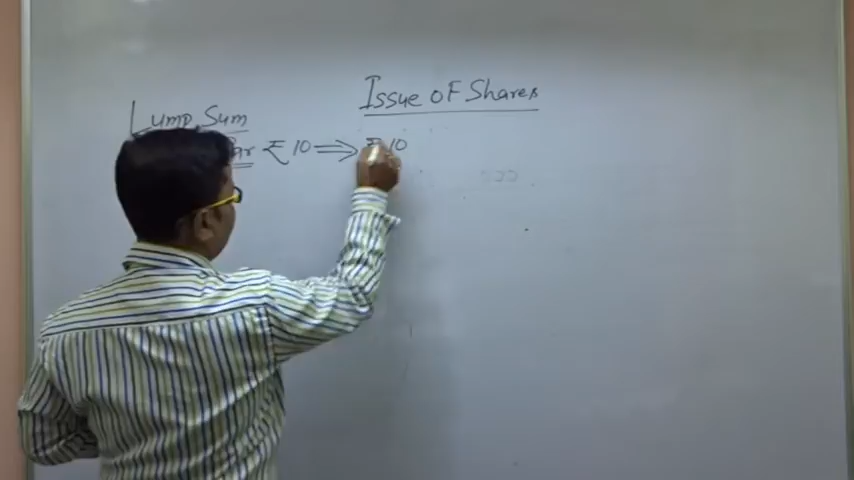 Issue of Shares
Lump Sum
₹ 10 ⇒ ₹ 10